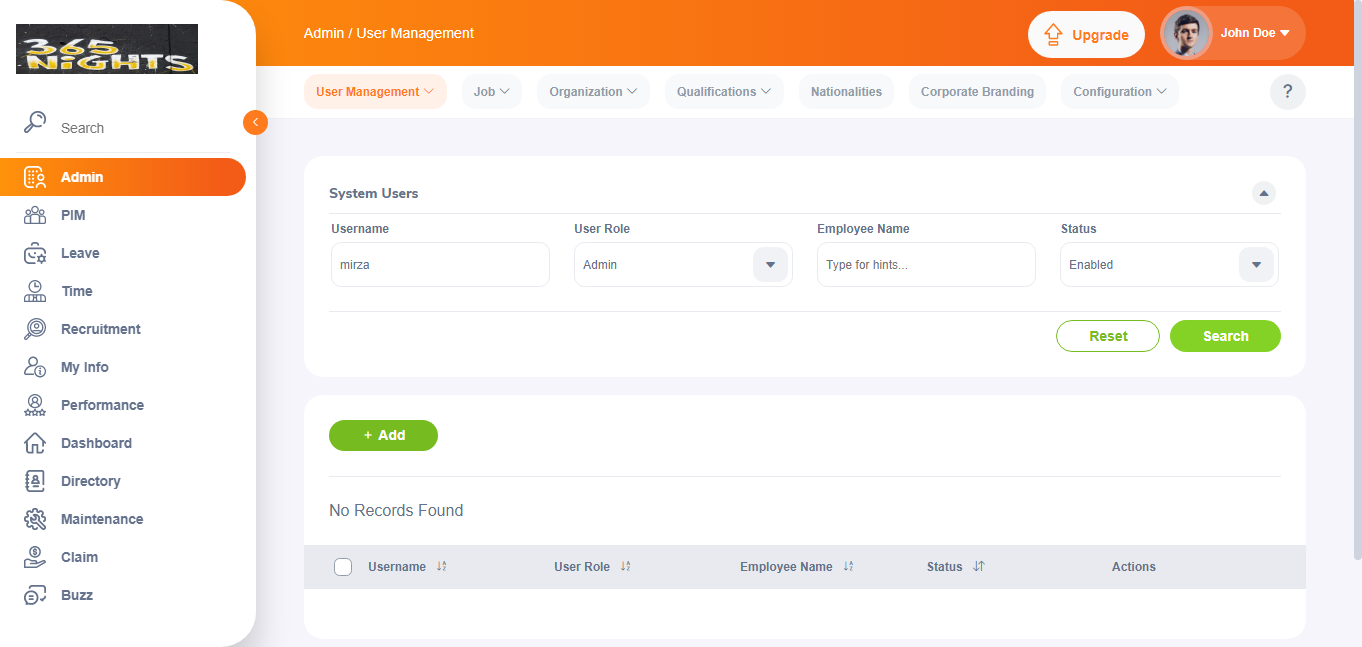 365
NIGHTS
Search
Admin
PIM
Leave
Time
Recruitment
My Info
Performance
Dashboard
Directory
Maintenance
Claim
Buzz
Admin / User Management
Upgrade
John Doe
User Management
Job
Organization
Qualifications
Nationalities
Corporate Branding
Configuration
?
System Users
Username
User Role
Employee Name
Status
mirza
Admin
Type for hints...
Enabled
Reset
Search
+ Add
No Records Found
Username
User Role
Employee Name
Status
Actions